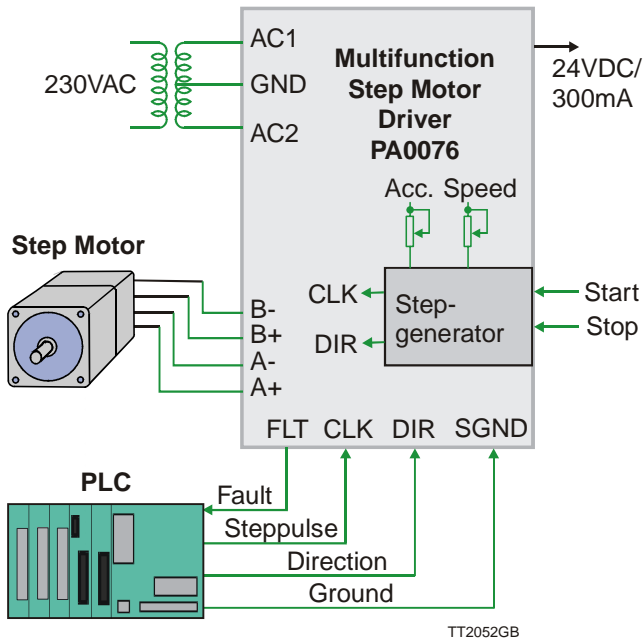 AC1
230VAC
GND
AC2
Multifunction
Step Motor
Driver
PA0076
24VDC/
300mA
Acc. Speed
Step Motor
B-
B+
A-
A+
CLK
DIR
Step-
generator
Start
Stop
FLT CLK DIR SGND
PLC
Fault
Steppulse
Direction
Ground
TT2052GB